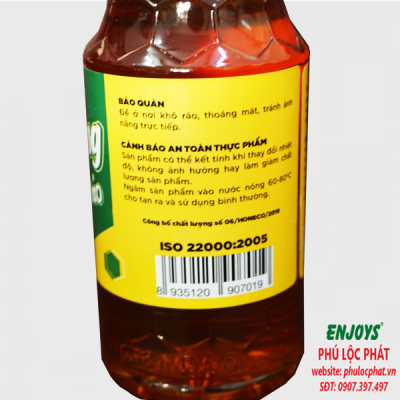 BẢO QUẢN
Để ở nơi khô ráo, thoáng mát, tránh ánh
nắng trực tiếp.
CẢNH BÁO AN TOÀN THỰC PHẨM
Sản phẩm có thể kết tinh khi thay đổi nhiệt
độ, không ảnh hưởng hay làm giảm chất
lượng sản phẩm.
Ngâm sản phẩm vào nước nóng 60-80°C
cho tan ra và sử dụng bình thường.
Công bố chất lượng số 06/HONECO/2019
ISO 22000:2005
8 935120 907019
ENJOYS®
PHÚ LỘC PHÁT
website: phulocphat.vn
SĐT: 0907.397.497